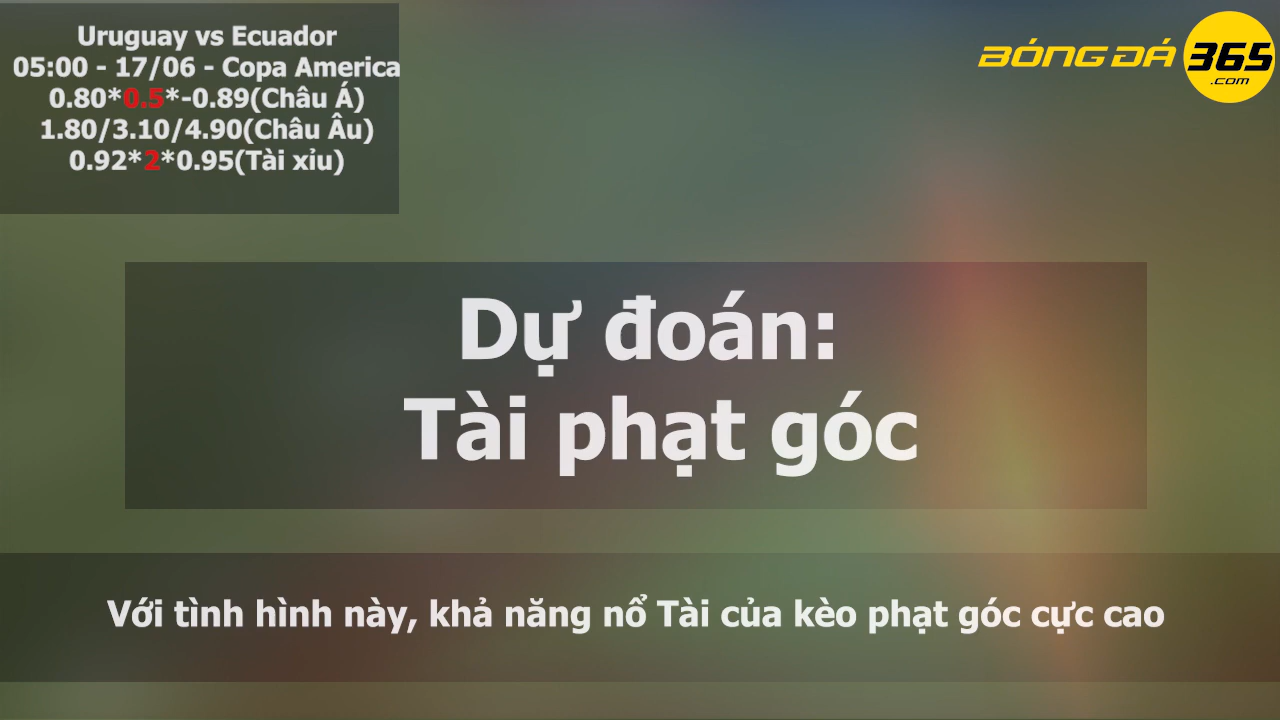 Uruguay vs Ecuador
05:00 - 17/06 - Copa America
0.80*0.5*-0.89(Châu Á)
1.80/3.10/4.90(Châu Âu)
0.92*2*0.95(Tài xỉu)
BÓNG ĐÁ 365
.COM
Dự đoán:
Tài phạt góc
Với tình hình này, khả năng nổ Tài của kèo phạt góc cực cao